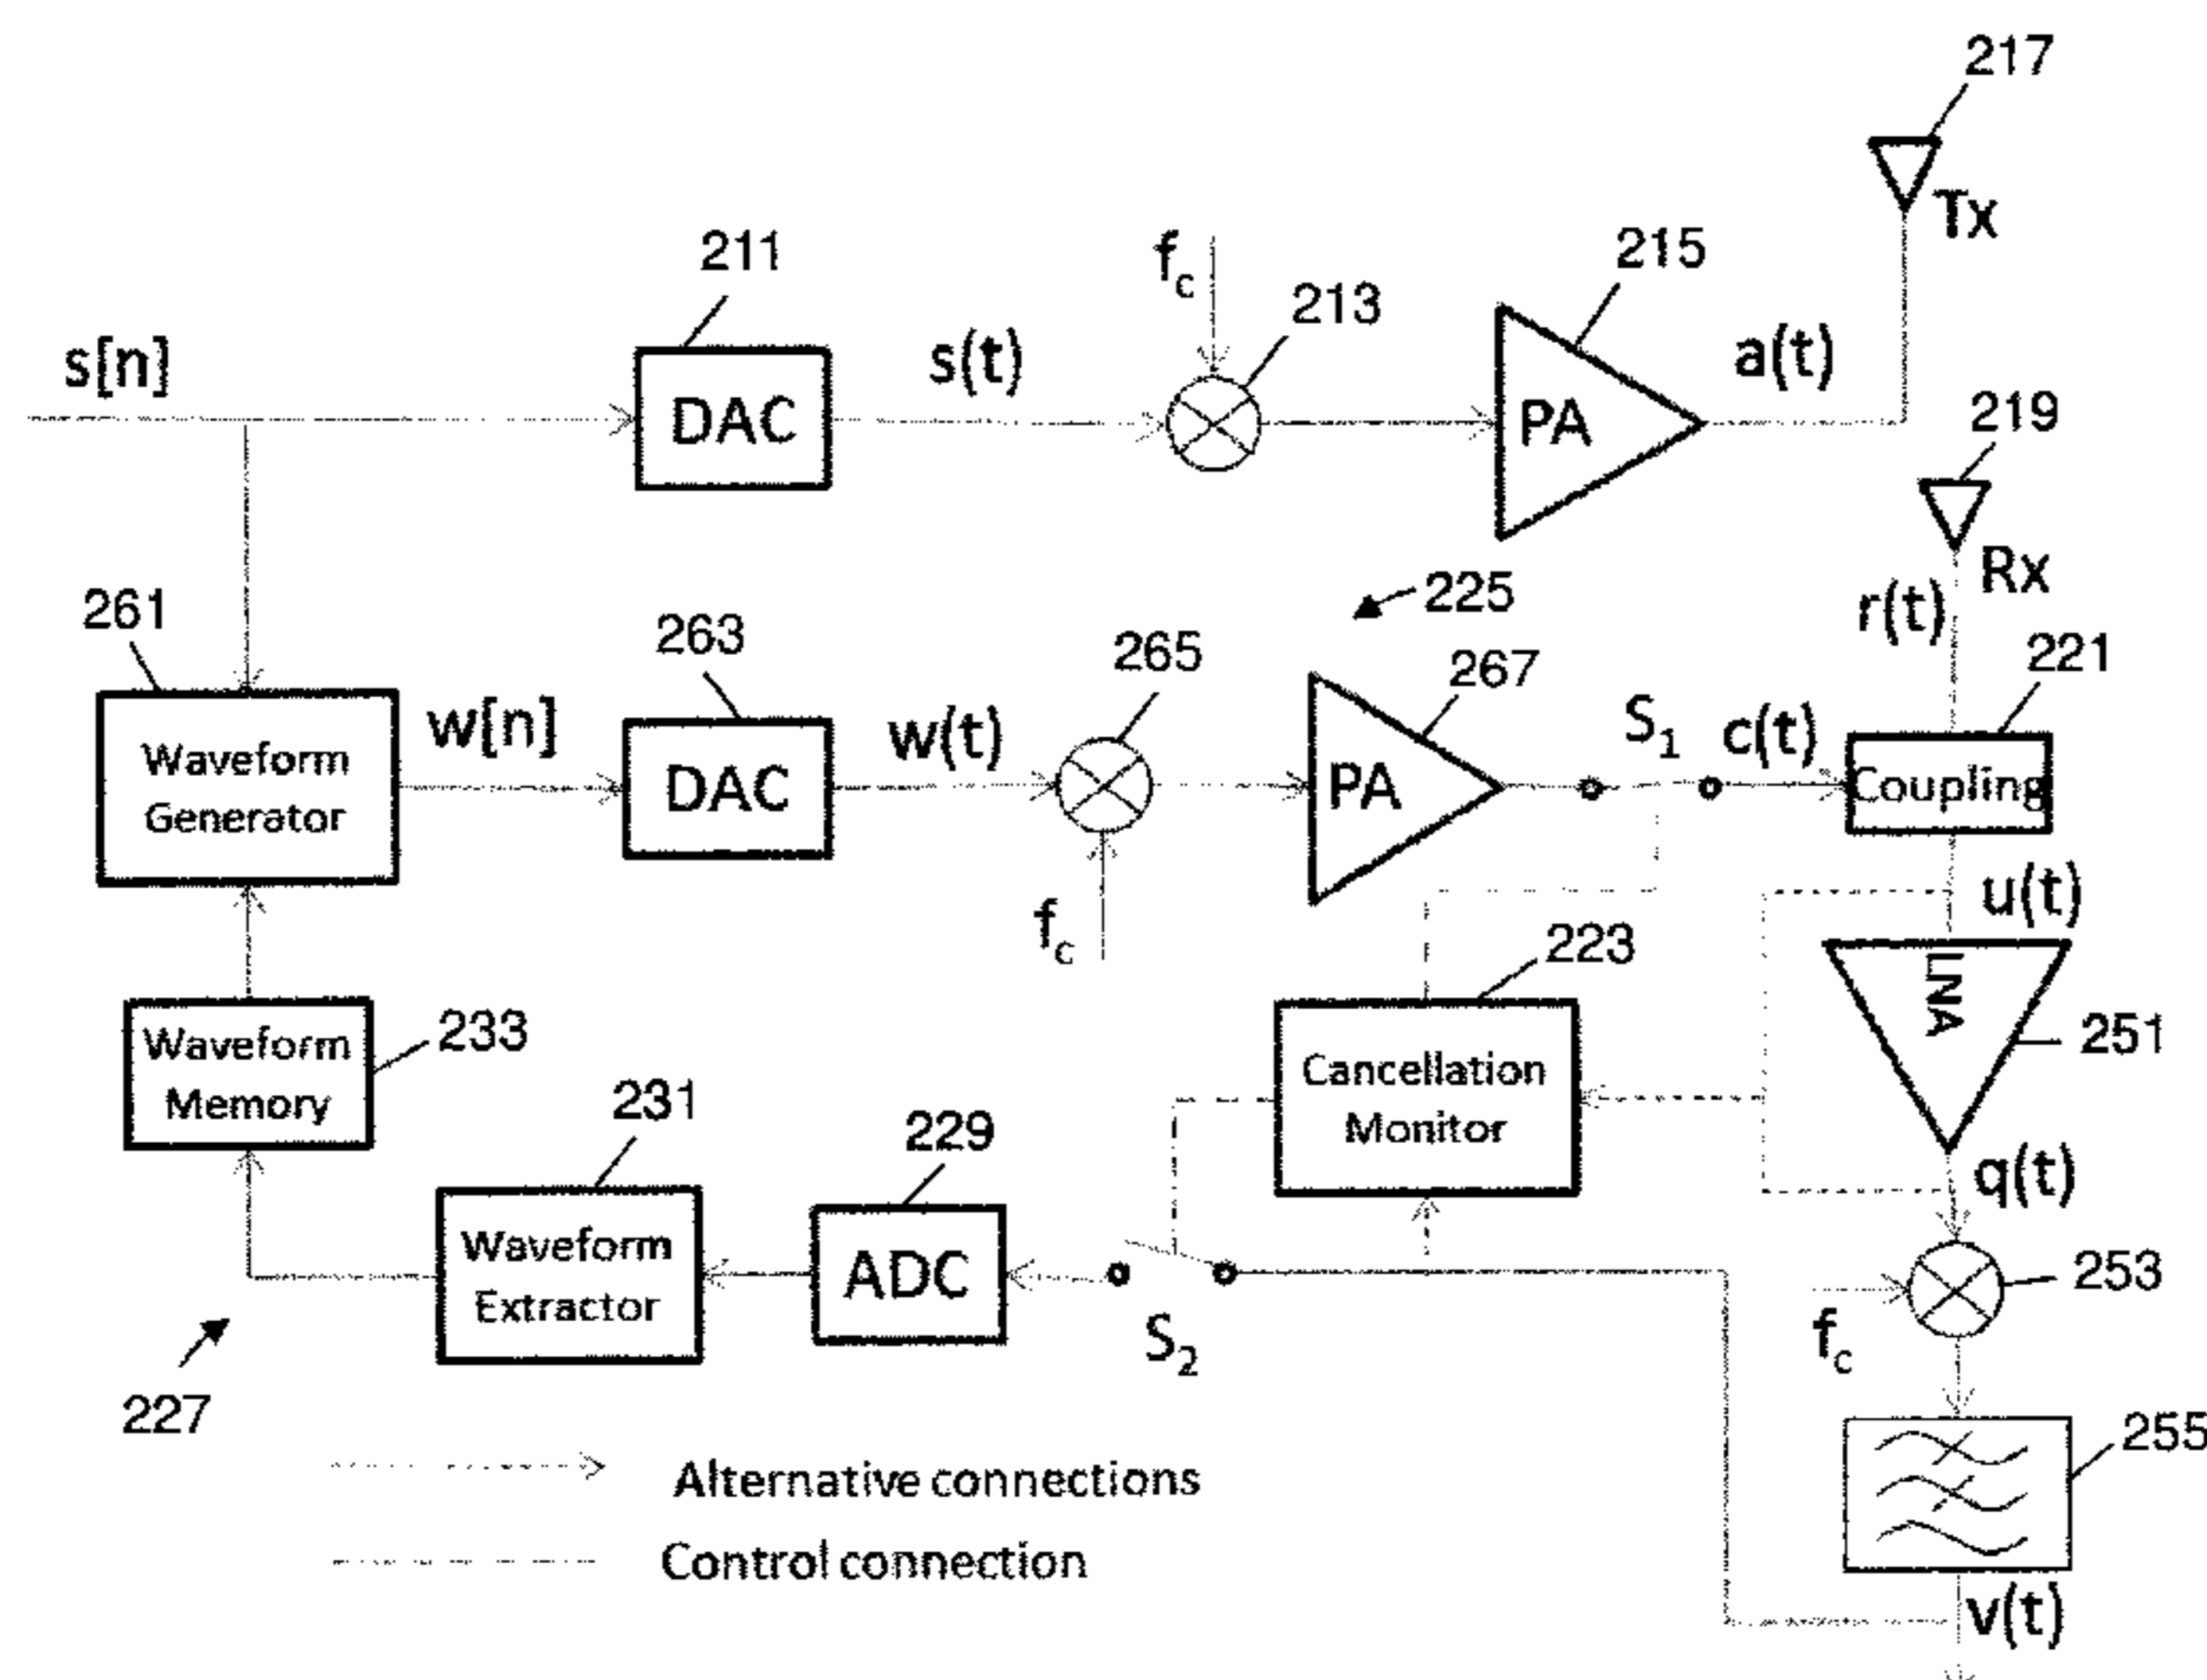 217
Tx
211
f_c
213
215
s[n]
DAC
s(t)
PA
a(t)
219
Rx
225
r(t)
261
263
265
267
221
Waveform
Generator
w[n]
DAC
w(t)
PA
S₁
c(t)
Coupling
f_c
u(t)
223
LNA
251
Waveform
Memory
233
Cancellation
Monitor
231
229
q(t)
Waveform
Extractor
ADC
S₂
253
f_c
227
255
Alternative connections
Control connection
v(t)